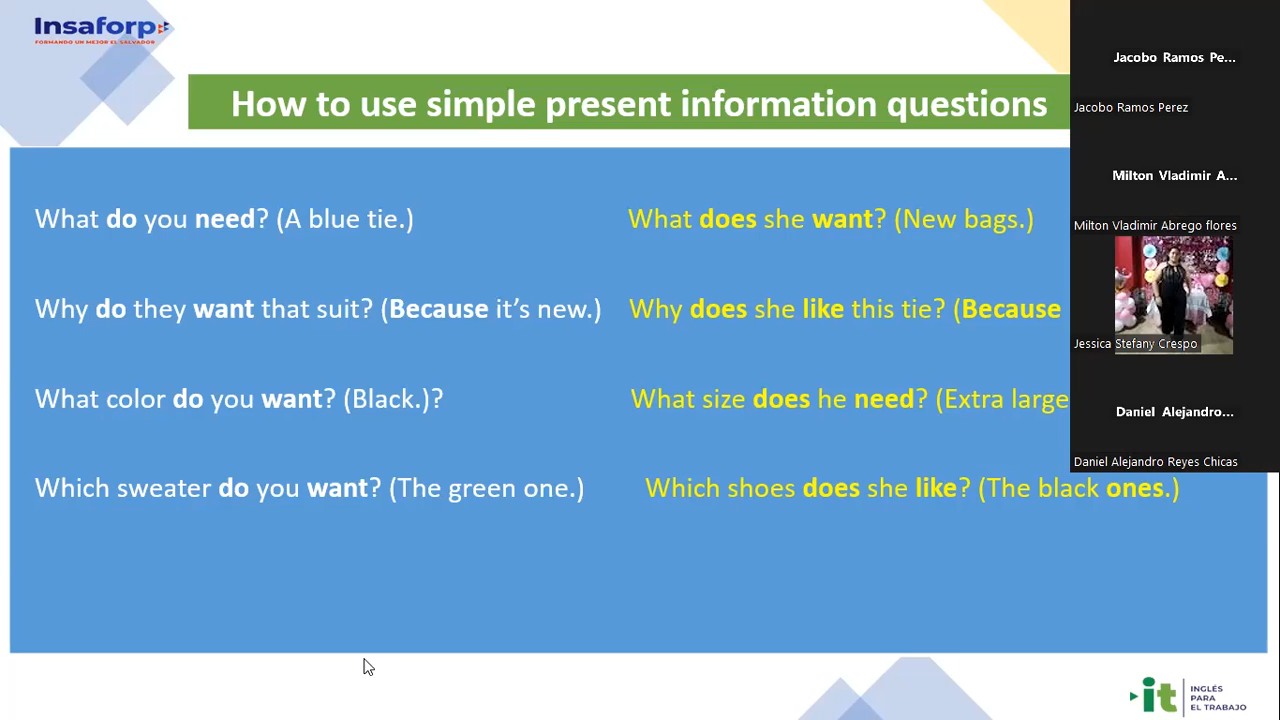 Insaforp
FORMANDO UN MEJOR EL SALVADOR
How to use simple present information questions
What do you need? (A blue tie.)
What does she want? (New bags.)
Why do they want that suit? (Because it’s new.)
Why does she like this tie? (Because
What color do you want? (Black.)?
What size does he need? (Extra large
Which sweater do you want? (The green one.)
Which shoes does she like? (The black ones.)
Jacobo Ramos Pe...
Jacobo Ramos Perez
Milton Vladimir A...
Milton Vladimir Abrego flores
Jessica Stefany Crespo
Daniel Alejandro...
Daniel Alejandro Reyes Chicas
it
INGLÉS
PARA
EL TRABAJO